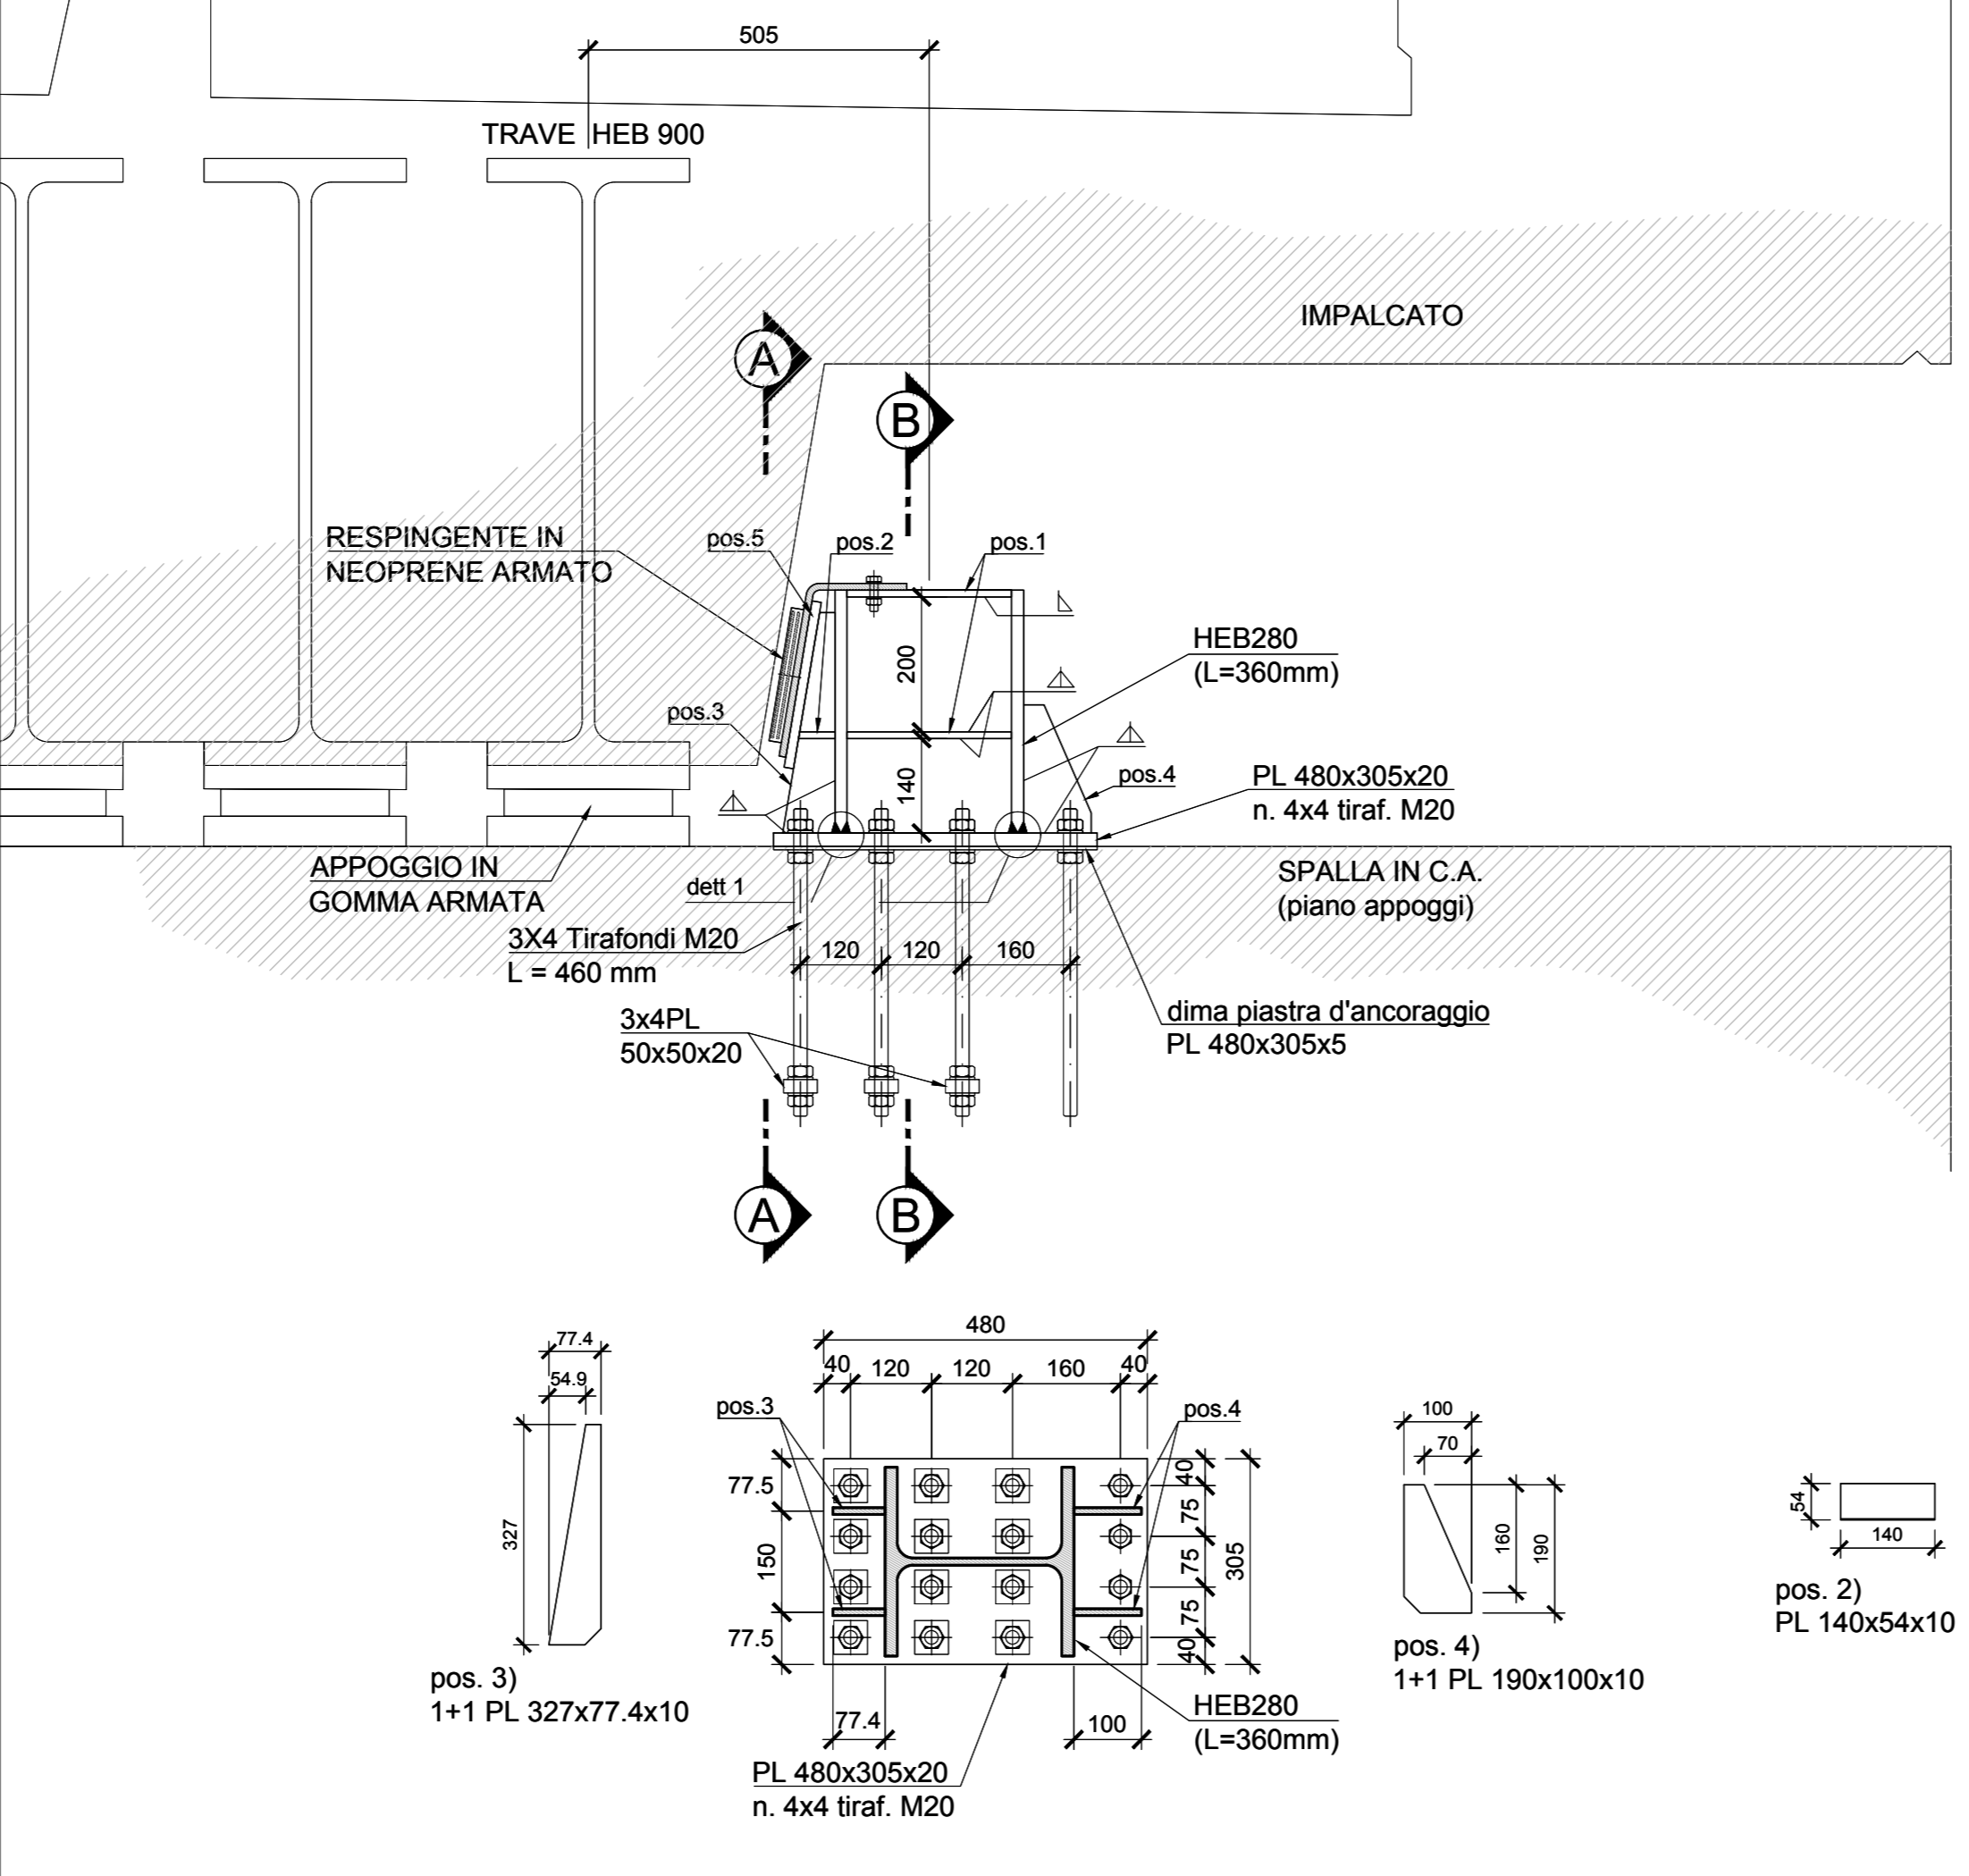 505
TRAVE HEB 900
IMPALCATO
A
B
RESPINGENTE IN
NEOPRENE ARMATO
pos.5
pos.2
pos.1
HEB280
(L=360mm)
200
pos.3
140
pos.4
PL 480x305x20
n. 4x4 tiraf. M20
APPOGGIO IN
GOMMA ARMATA
dett 1
SPALLA IN C.A.
(piano appoggi)
3X4 Tirafondi M20
L = 460 mm
120
120
160
3x4PL
50x50x20
dima piastra d'ancoraggio
PL 480x305x5
A
B
77.4
54.9
327
pos. 3)
1+1 PL 327x77.4x10
480
40
120
120
160
40
pos.3
pos.4
77.5
150
77.5
40
75
75
75
40
305
77.4
100
HEB280
(L=360mm)
PL 480x305x20
n. 4x4 tiraf. M20
100
70
160
190
pos. 4)
1+1 PL 190x100x10
54
140
pos. 2)
PL 140x54x10